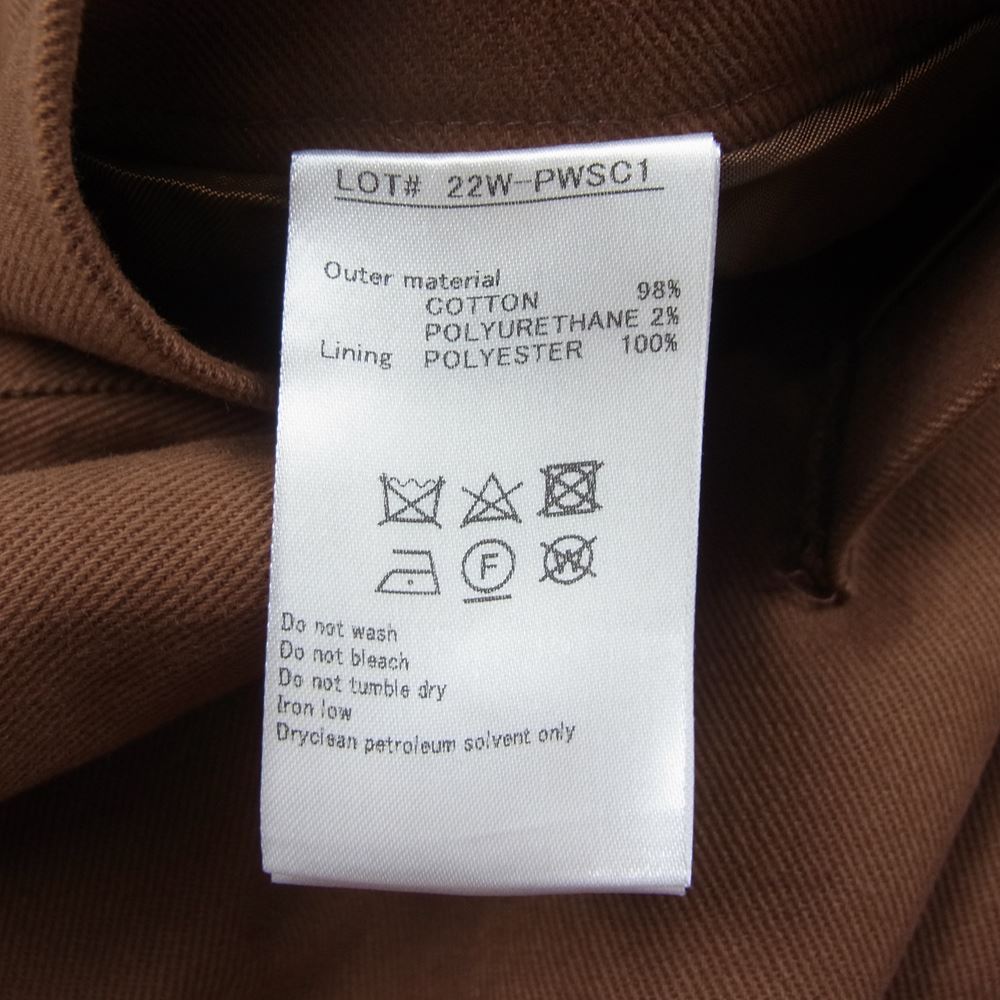 LOT# 22W-PWSC1
Outer material
COTTON 98%
POLYURETHANE 2%
Lining POLYESTER 100%
F W
Do not wash
Do not bleach
Do not tumble dry
Iron low
Dryclean petroleum solvent only